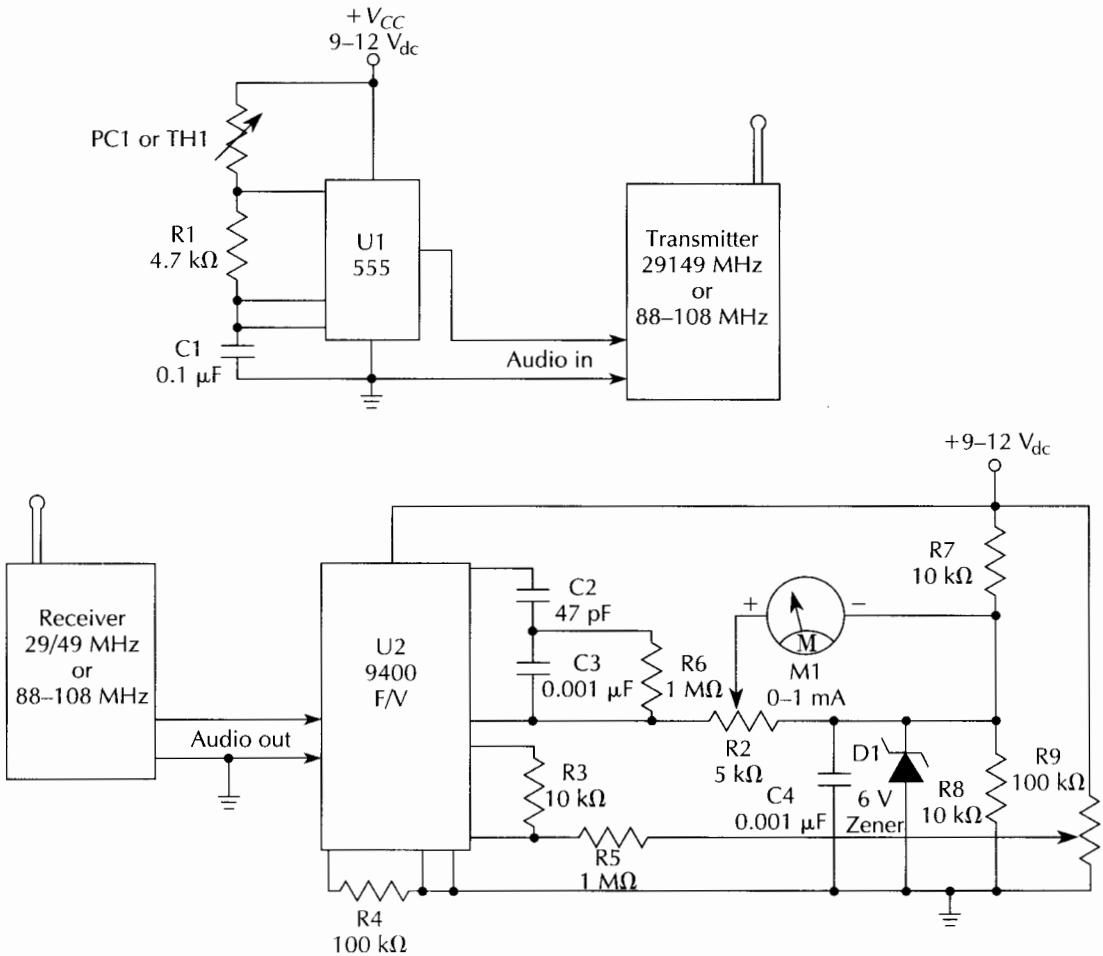 +VCC
9–12 Vdc
PC1 or TH1
R1
4.7 kΩ
U1
555
C1
0.1 µF
Audio in
Transmitter
29149 MHz
or
88–108 MHz
+9–12 Vdc
Receiver
29/49 MHz
or
88–108 MHz
Audio out
U2
9400
F/V
C2
47 pF
C3
0.001 µF
R6
1 MΩ
+
–
M
M1
0–1 mA
R7
10 kΩ
R2
5 kΩ
R3
10 kΩ
C4
0.001 µF
D1
6 V
Zener
R8
10 kΩ
R9
100 kΩ
R5
1 MΩ
R4
100 kΩ